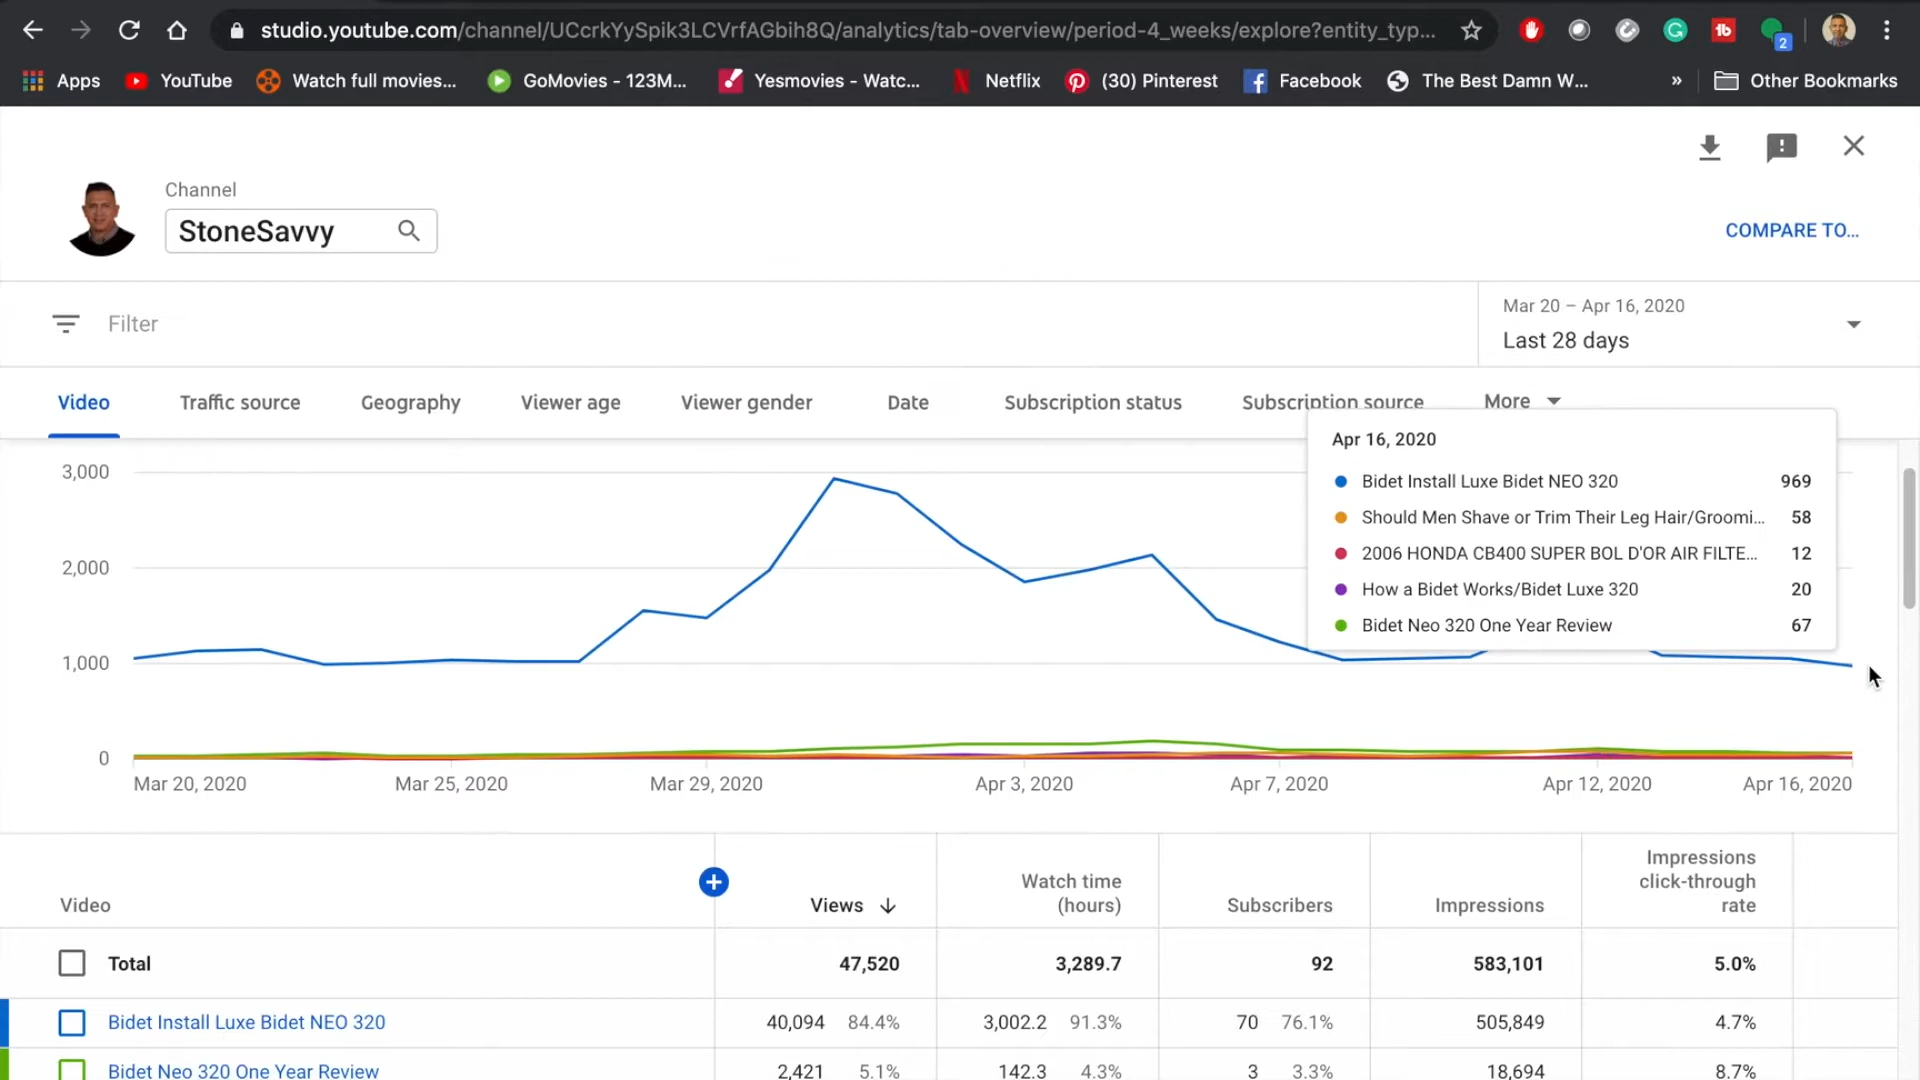 studio.youtube.com/channel/UCcrkYySpik3LCVrfAGbih8Q/analytics/tab-overview/period-4_weeks/explore?entity_typ...
2
Apps YouTube Watch full movies... GoMovies - 123M... Yesmovies - Watc... Netflix (30) Pinterest Facebook The Best Damn W... » Other Bookmarks
Channel
StoneSavvy
COMPARE TO...
Filter
Mar 20 – Apr 16, 2020
Last 28 days
Video Traffic source Geography Viewer age Viewer gender Date Subscription status Subscription source More
Apr 16, 2020
Bidet Install Luxe Bidet NEO 320 969
Should Men Shave or Trim Their Leg Hair/Groomi... 58
2006 HONDA CB400 SUPER BOL D'OR AIR FILTE... 12
How a Bidet Works/Bidet Luxe 320 20
Bidet Neo 320 One Year Review 67
3,000
2,000
1,000
0
Mar 20, 2020 Mar 25, 2020 Mar 29, 2020 Apr 3, 2020 Apr 7, 2020 Apr 12, 2020 Apr 16, 2020
Video
Views
Watch time
(hours)
Subscribers
Impressions
Impressions
click-through
rate
Total 47,520 3,289.7 92 583,101 5.0%
Bidet Install Luxe Bidet NEO 320 40,094 84.4% 3,002.2 91.3% 70 76.1% 505,849 4.7%
Bidet Neo 320 One Year Review 2,421 5.1% 142.3 4.3% 3 3.3% 18,694 8.7%